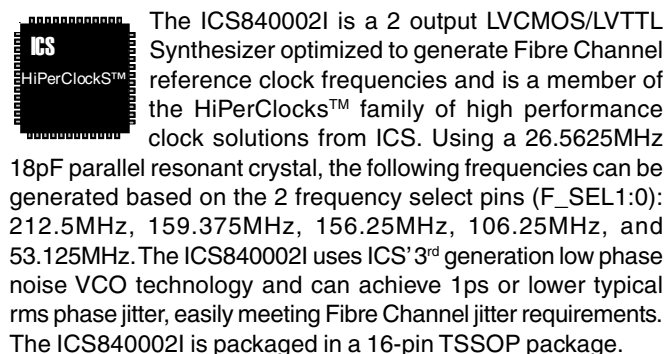 ICS
HiPerClockS™
The ICS840002I is a 2 output LVCMOS/LVTTL
Synthesizer optimized to generate Fibre Channel
reference clock frequencies and is a member of
the HiPerClocks™ family of high performance
clock solutions from ICS. Using a 26.5625MHz
18pF parallel resonant crystal, the following frequencies can be
generated based on the 2 frequency select pins (F_SEL1:0):
212.5MHz, 159.375MHz, 156.25MHz, 106.25MHz, and
53.125MHz. The ICS840002I uses ICS’ 3rd generation low phase
noise VCO technology and can achieve 1ps or lower typical
rms phase jitter, easily meeting Fibre Channel jitter requirements.
The ICS840002I is packaged in a 16-pin TSSOP package.